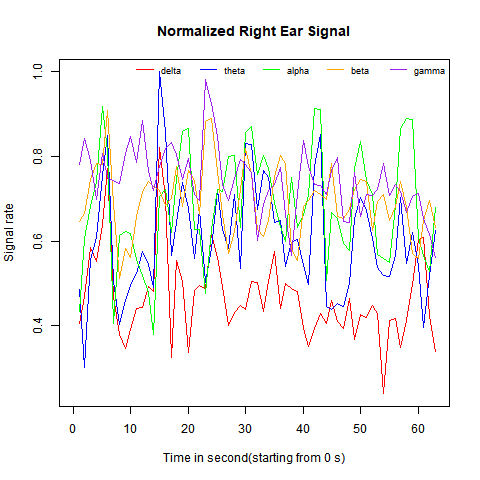 Normalized Right Ear Signal
delta theta alpha beta gamma
Signal rate
1.0
0.8
0.6
0.4
0 10 20 30 40 50 60
Time in second(starting from 0 s)